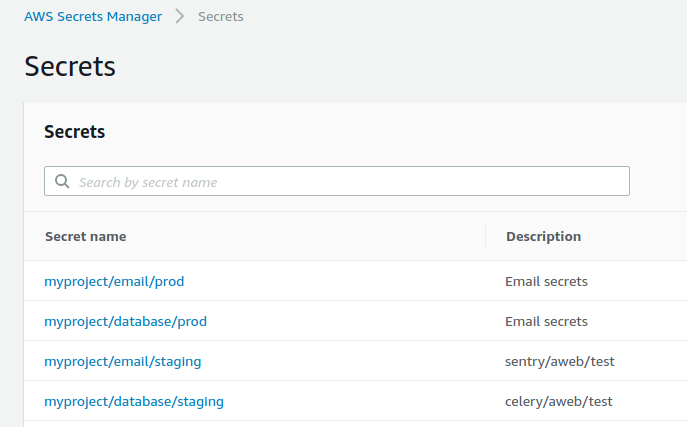 AWS Secrets Manager > Secrets
Secrets
Secrets
Search by secret name
Secret name Description
myproject/email/prod Email secrets
myproject/database/prod Email secrets
myproject/email/staging sentry/aweb/test
myproject/database/staging celery/aweb/test